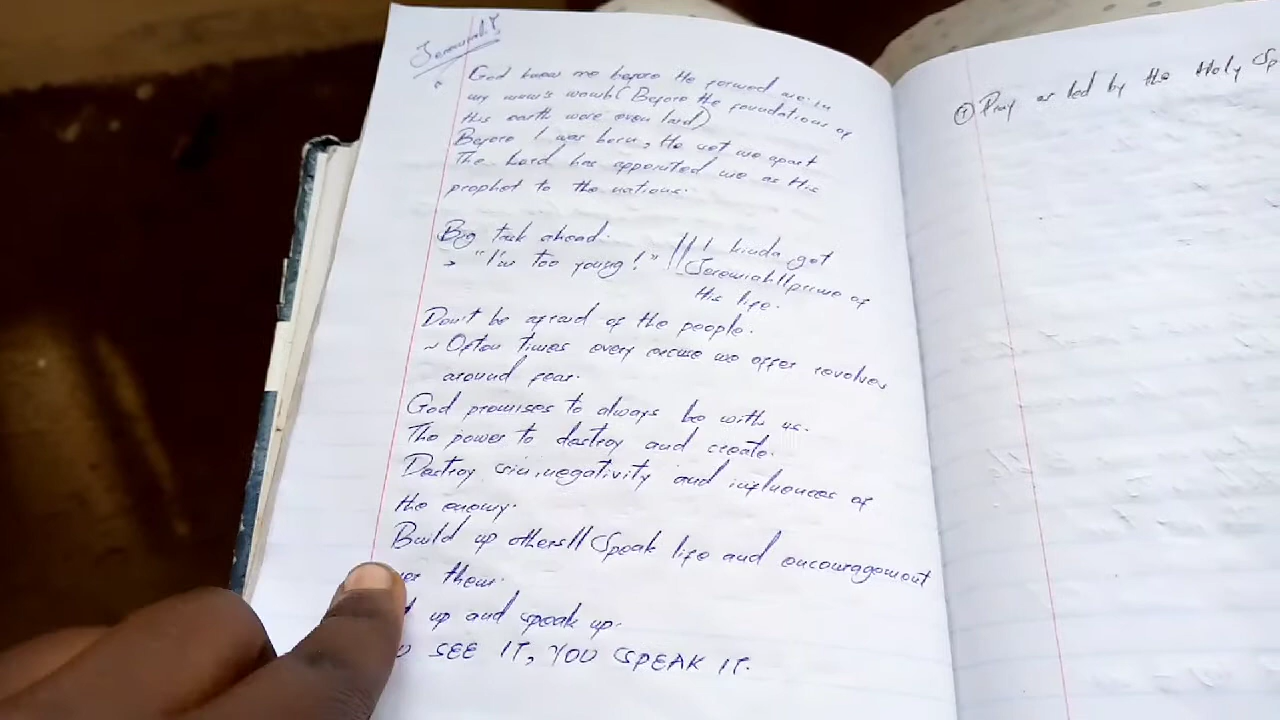 Jeremiah 1
God knew me before He formed me in
my mum's womb (Before the foundations of
this earth were even laid)
Before I was born, He set me apart
The Lord has appointed me as His
prophet to the nations.
Big task ahead.
> "I'm too young!"
|| I kinda get
Jeremiah || prime of
His life.
Don't be afraid of the people.
~ Often times every excuse we offer revolves
around fear.
God promises to always be with us.
The power to destroy and create.
Destroy sin, negativity and influences of
the enemy.
Build up others || Speak life and encouragement
them.
up and speak up.
SEE IT, YOU SPEAK IT.
① Pray as led by the Holy Sp